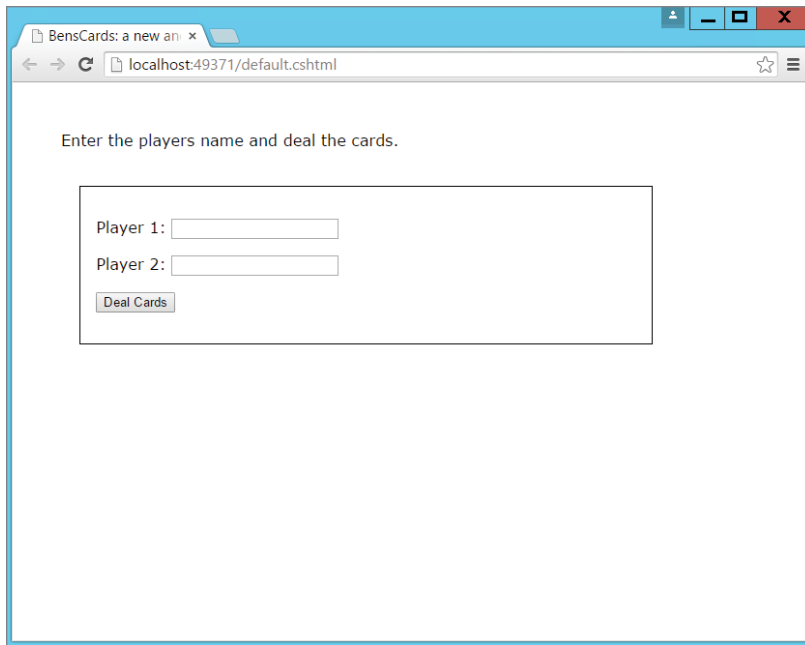 BensCards: a new an
localhost:49371/default.cshtml
Enter the players name and deal the cards.
Player 1:
Player 2:
Deal Cards